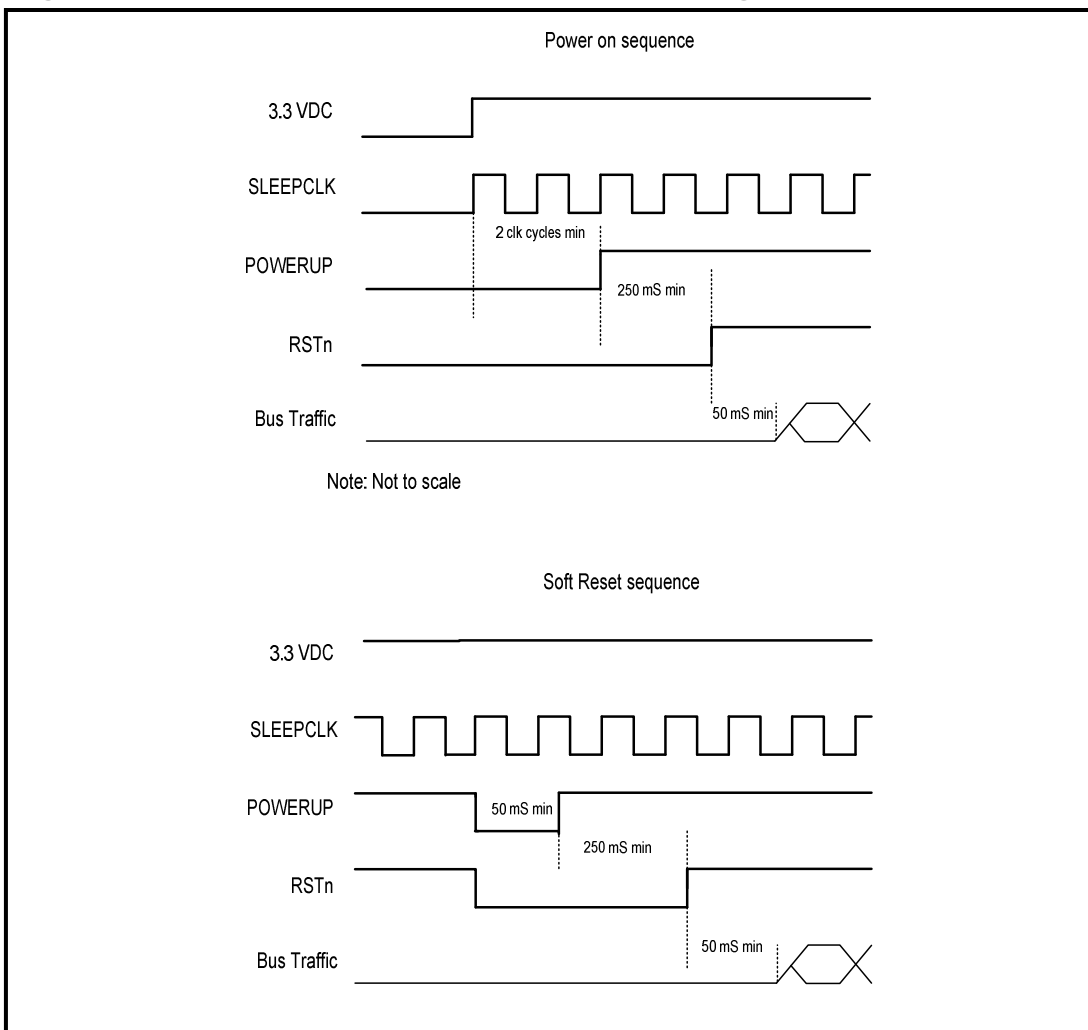 Power on sequence
3.3 VDC
SLEEPCLK
2 clk cycles min
POWERUP
250 mS min
RSTn
50 mS min
Bus Traffic
Note: Not to scale
Soft Reset sequence
3.3 VDC
SLEEPCLK
POWERUP
50 mS min
250 mS min
RSTn
50 mS min
Bus Traffic